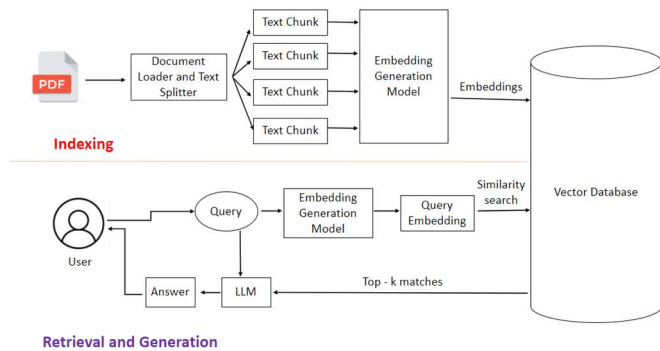 PDF
Document
Loader and Text
Splitter
Text Chunk
Text Chunk
Text Chunk
Text Chunk
Embedding
Generation
Model
Embeddings
Vector Database
Indexing
User
Query
Embedding
Generation
Model
Query
Embedding
Similarity
search
Top - k matches
LLM
Answer
Retrieval and Generation